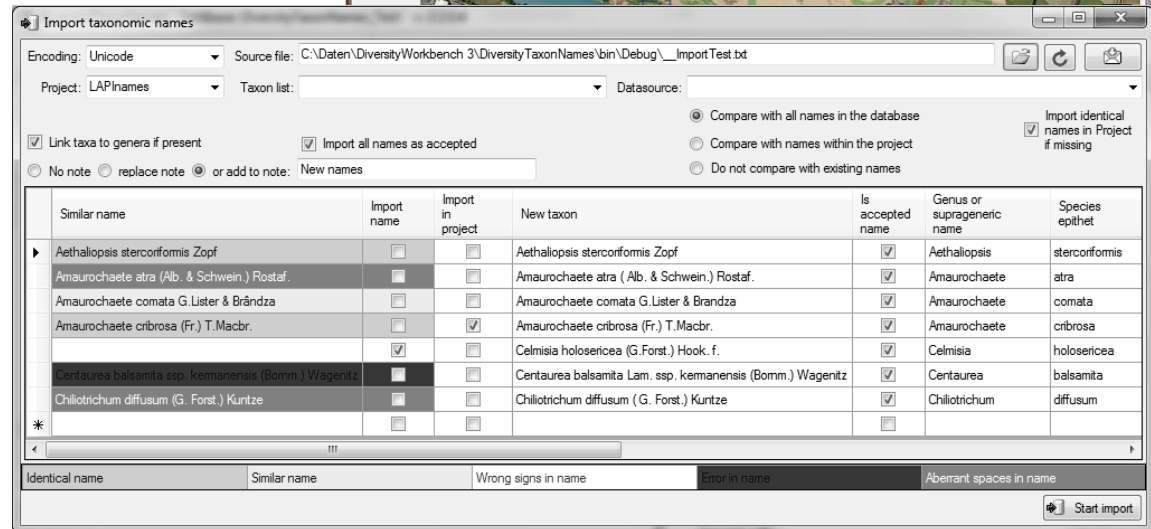 Import taxonomic names
Encoding: Unicode Source file: C:\Daten\DiversityWorkbench 3\DiversityTaxonNames\bin\Debug\__ImportTest.txt
Project: LAPInames Taxon list: Datasource:
Compare with all names in the database
Import identical names in Project if missing
Link taxa to genera if present Import all names as accepted Compare with names within the project
No note replace note or add to note: New names Do not compare with existing names
Similar name Import name Import in project New taxon Is accepted name Genus or suprageneric name Species epithet
Aethaliopsis stercoriformis Zopf Aethaliopsis stercoriformis Zopf Aethaliopsis stercoriformis
Amaurochaete atra (Alb. & Schwein.) Rostaf. Amaurochaete atra ( Alb. & Schwein.) Rostaf. Amaurochaete atra
Amaurochaete comata G.Lister & Brândza Amaurochaete comata G.Lister & Brandza Amaurochaete comata
Amaurochaete cribrosa (Fr.) T.Macbr. Amaurochaete cribrosa (Fr.) T.Macbr. Amaurochaete cribrosa
Celmisia holosericea (G.Forst.) Hook. f. Celmisia holosericea
Centaurea balsamita ssp. kermanensis (Bornm.) Wagenitz Centaurea balsamita Lam. ssp. kermanensis (Bornm.) Wagenitz Centaurea balsamita
Chiliotrichum diffusum (G. Forst.) Kuntze Chiliotrichum diffusum ( G. Forst.) Kuntze Chiliotrichum diffusum
Identical name Similar name Wrong signs in name Error in name Aberrant spaces in name
Start import